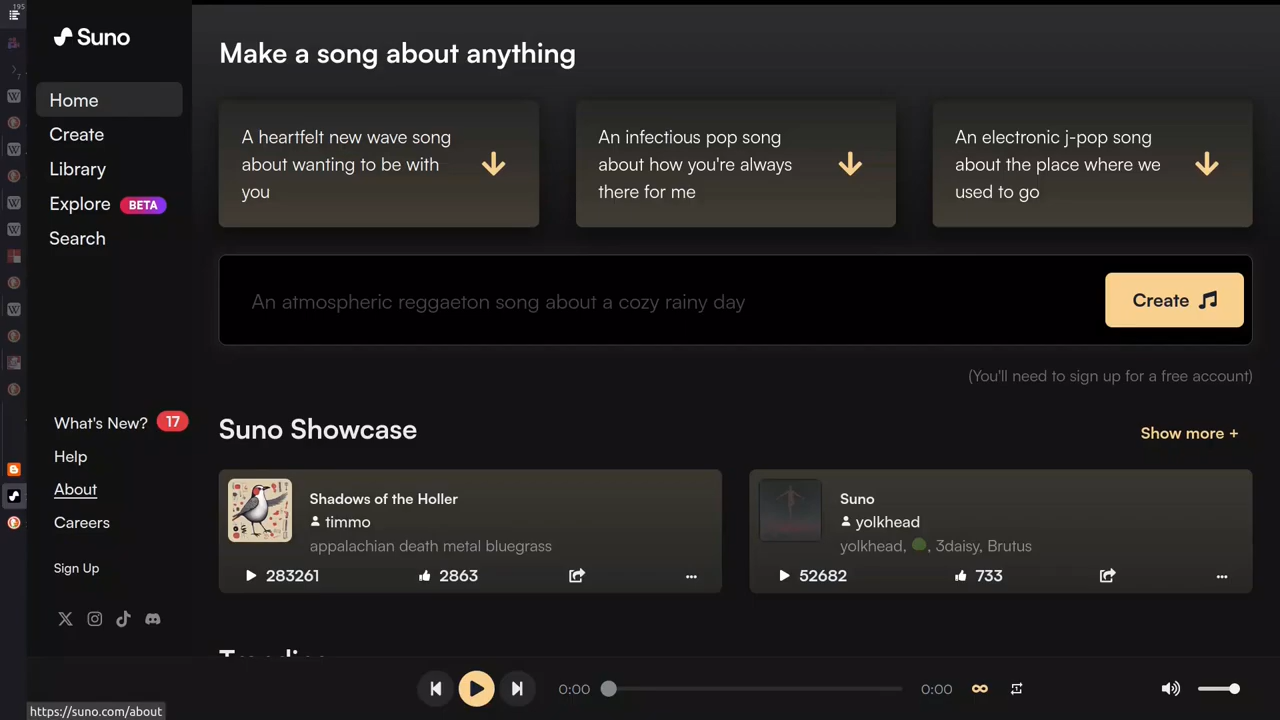 195
Suno
Home
Create
Library
Explore BETA
Search
What's New? 17
Help
About
Careers
Sign Up
Make a song about anything
A heartfelt new wave song
about wanting to be with
you
An infectious pop song
about how you're always
there for me
An electronic j-pop song
about the place where we
used to go
An atmospheric reggaeton song about a cozy rainy day
Create
(You'll need to sign up for a free account)
Suno Showcase
Show more +
Shadows of the Holler
timmo
appalachian death metal bluegrass
283261 2863
Suno
yolkhead
yolkhead, , 3daisy, Brutus
52682 733
Trending
0:00 0:00
https://suno.com/about